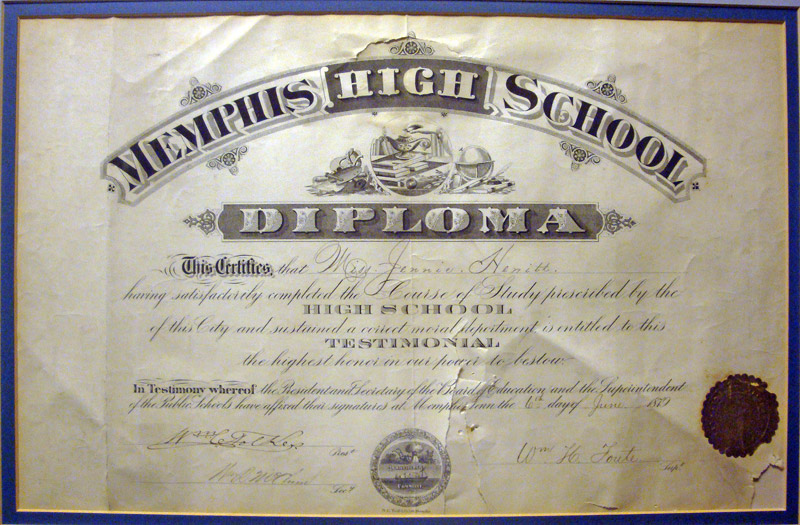 MEMPHIS HIGH SCHOOL
DIPLOMA
This Certifies, that Miss Jennie Hewitt.
having satisfactorily completed the Course of Study prescribed by the
HIGH SCHOOL
of this City and sustained a correct moral deportment is entitled to this
TESTIMONIAL
the highest honor in our power to bestow
In Testimony whereof the President and Secretary of the Board of Education and the Superintendent
of the Public Schools have affixed their signatures at Memphis Tenn the 6th day of June 1879
Prest
Wm H Foute
Secy
Supt